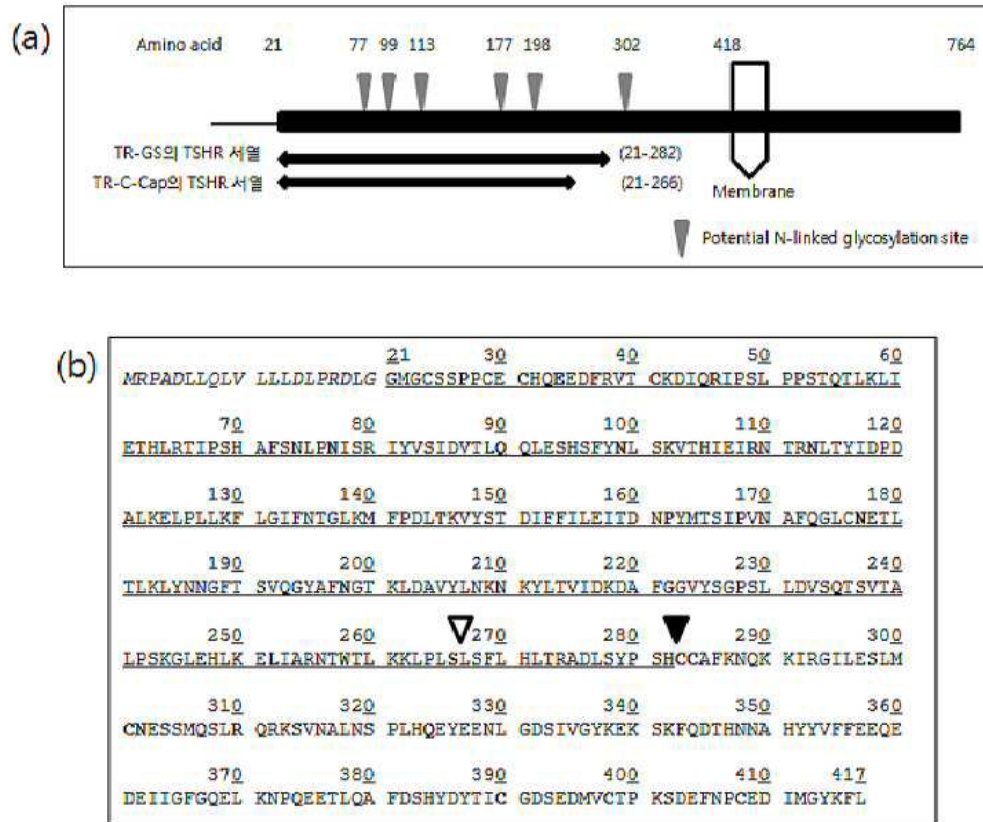 (a)
Amino acid 21 77 99 113 177 198 302 418 764
TR-GS의 TSHR 서열 (21-282)
TR-C-Cap의 TSHR 서열 (21-266)
Membrane
Potential N-linked glycosylation site
(b)
21 30 40 50 60
MRPADLLQLV LLLDLPRDLG GMGCSSPPCE CHQEEDFRVT CKDIQRIPSL PPSTQTLKLI
70 80 90 100 110 120
ETHLRTIPSH AFSNLPNISR IYVSIDVTLQ QLESHSFYNL SKVTHIEIRN TRNLTYIDPD
130 140 150 160 170 180
ALKELPLLKF LGIFNTGLKM FPDLTKVYST DIFFILEITD NPYMTSIPVN AFQGLCNETL
190 200 210 220 230 240
TLKLYNNGFT SVQGYAFNGT KLDAVYLNKN KYLTVIDKDA FGGVYSGPSL LDVSQTSVTA
250 260 270 280 290 300
LPSKGLEHLK ELIARNTWTL KKLPLSLSFL HLTRADLSYP SHCCAFKNQK KIRGILESLM
310 320 330 340 350 360
CNESSMQSLR QRKSVNALNS PLHQEYEENL GDSIVGYKEK SKFQDTHNNA HYYVFFEEQE
370 380 390 400 410 417
DEIIGFGQEL KNPQEETLQA FDSHYDYTIC GDSEDMVCTP KSDEFNPCED IMGYKFL